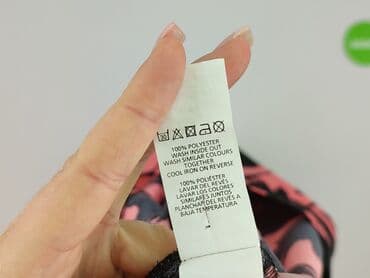 100% POLYESTER
WASH INSIDE OUT
WASH SIMILAR COLOURS
TOGETHER
COOL IRON ON REVERSE
100% POLIÉSTER
LAVAR DEL REVÉS
LAVAR LOS COLORES
SIMILARES JUNTOS
PLANCHAR DEL REVÉS A
BAJA TEMPERATURA